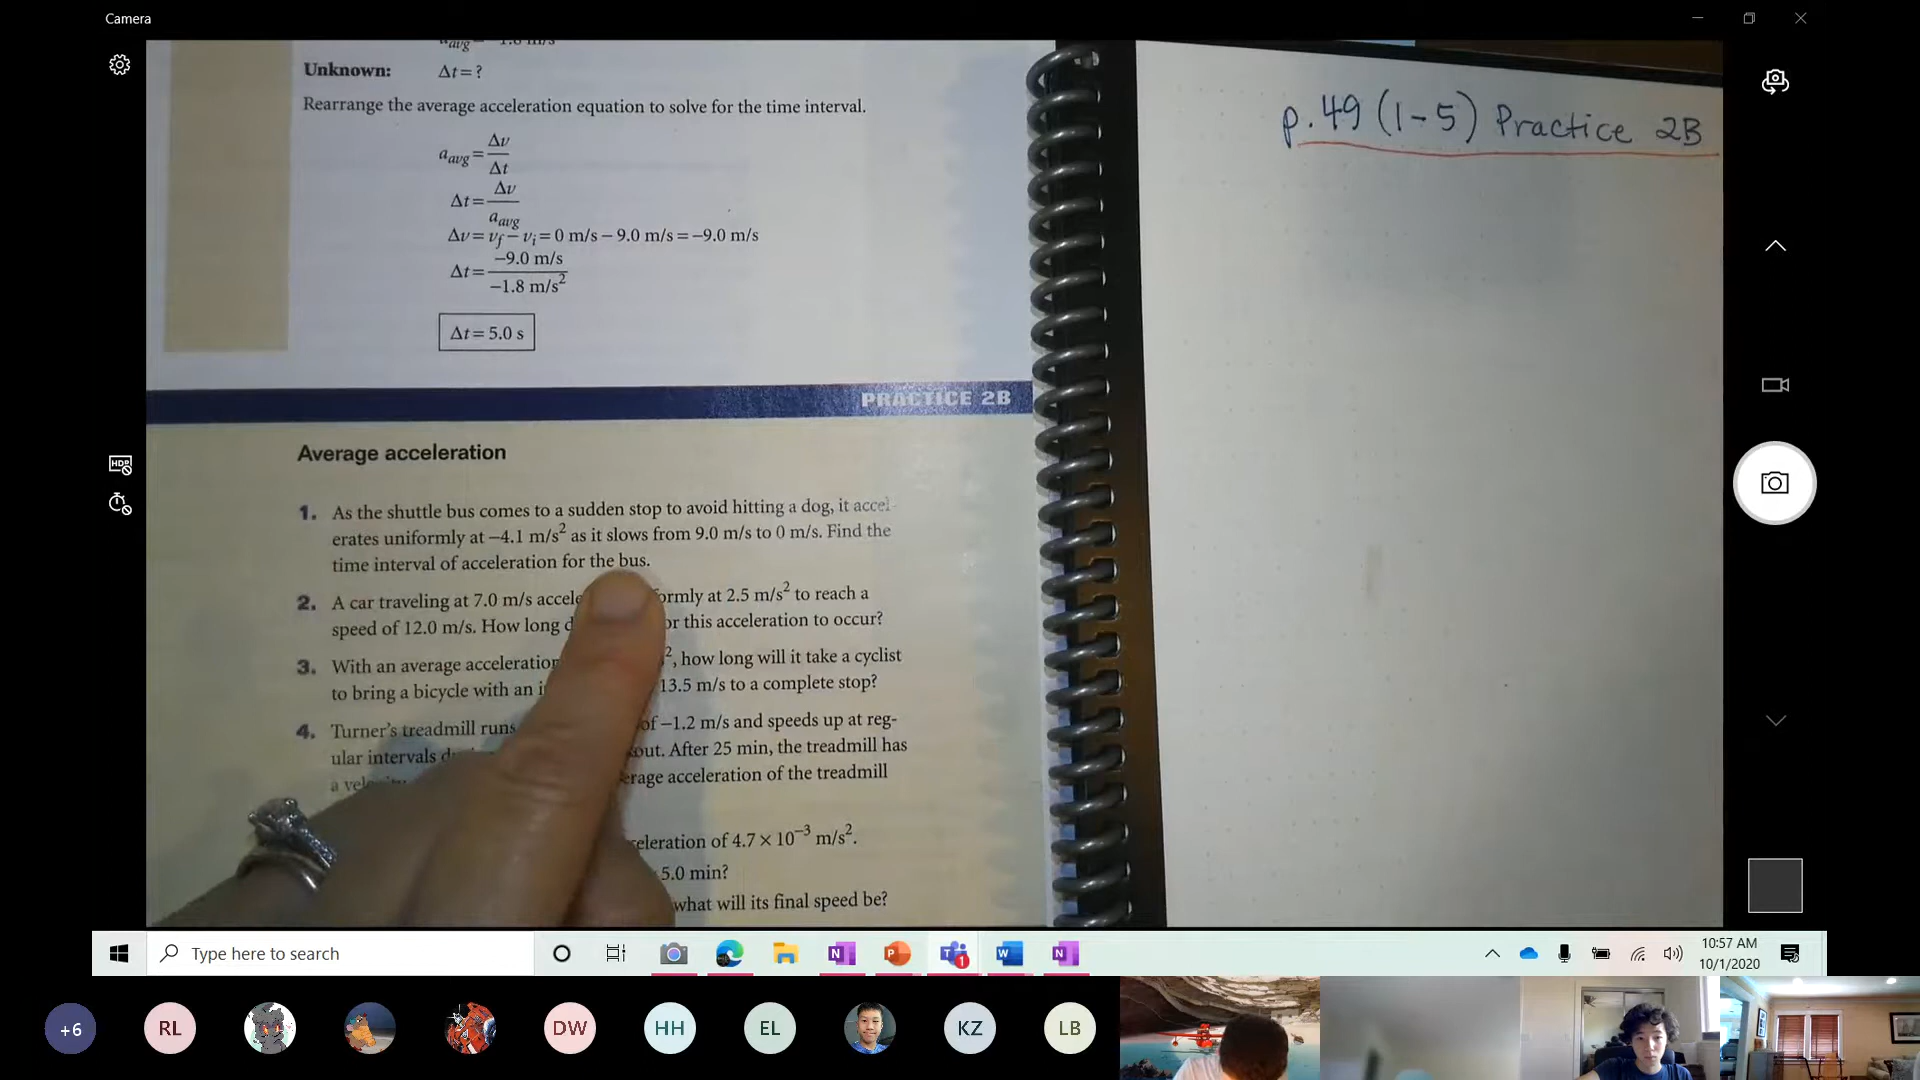 Camera
Unknown: Δt = ?
Rearrange the average acceleration equation to solve for the time interval.
a_avg = Δv / Δt
Δt = Δv / a_avg
Δv = v_f − v_i = 0 m/s − 9.0 m/s = −9.0 m/s
Δt = −9.0 m/s / −1.8 m/s²
Δt = 5.0 s
PRACTICE 2B
Average acceleration
1. As the shuttle bus comes to a sudden stop to avoid hitting a dog, it accel-
erates uniformly at −4.1 m/s² as it slows from 9.0 m/s to 0 m/s. Find the
time interval of acceleration for the bus.
2. A car traveling at 7.0 m/s accele ormly at 2.5 m/s² to reach a
speed of 12.0 m/s. How long d or this acceleration to occur?
3. With an average acceleration ², how long will it take a cyclist
to bring a bicycle with an i 13.5 m/s to a complete stop?
4. Turner's treadmill runs of −1.2 m/s and speeds up at reg-
ular intervals d out. After 25 min, the treadmill has
a vel erage acceleration of the treadmill
eleration of 4.7 × 10⁻³ m/s².
5.0 min?
what will its final speed be?
p.49 (1-5) Practice 2B
HDR
Type here to search
1
10:57 AM
10/1/2020
+6
RL
DW
HH
EL
KZ
LB